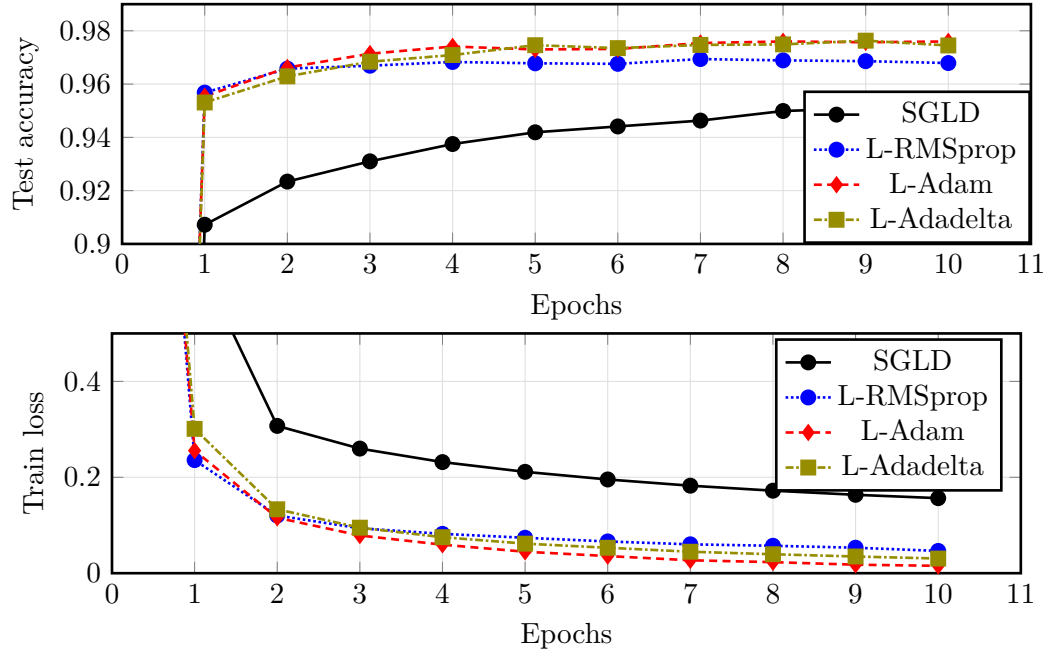 0.98
0.96
0.94
0.92
0.9
Test accuracy
0 1 2 3 4 5 6 7 8 9 10 11
Epochs
SGLD
L-RMSprop
L-Adam
L-Adadelta
0.4
0.2
0
Train loss
0 1 2 3 4 5 6 7 8 9 10 11
Epochs
SGLD
L-RMSprop
L-Adam
L-Adadelta